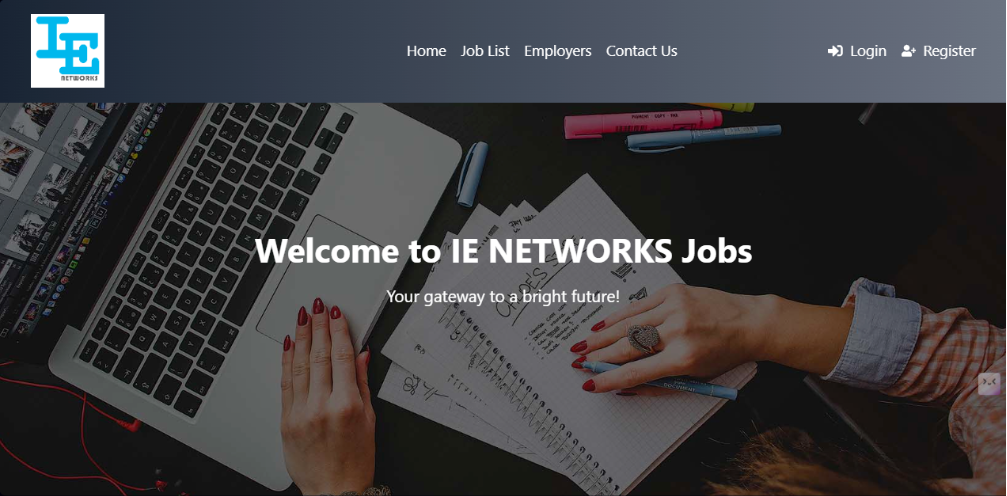 IE
NETWORKS
Home Job List Employers Contact Us Login Register
Welcome to IE NETWORKS Jobs
Your gateway to a bright future!